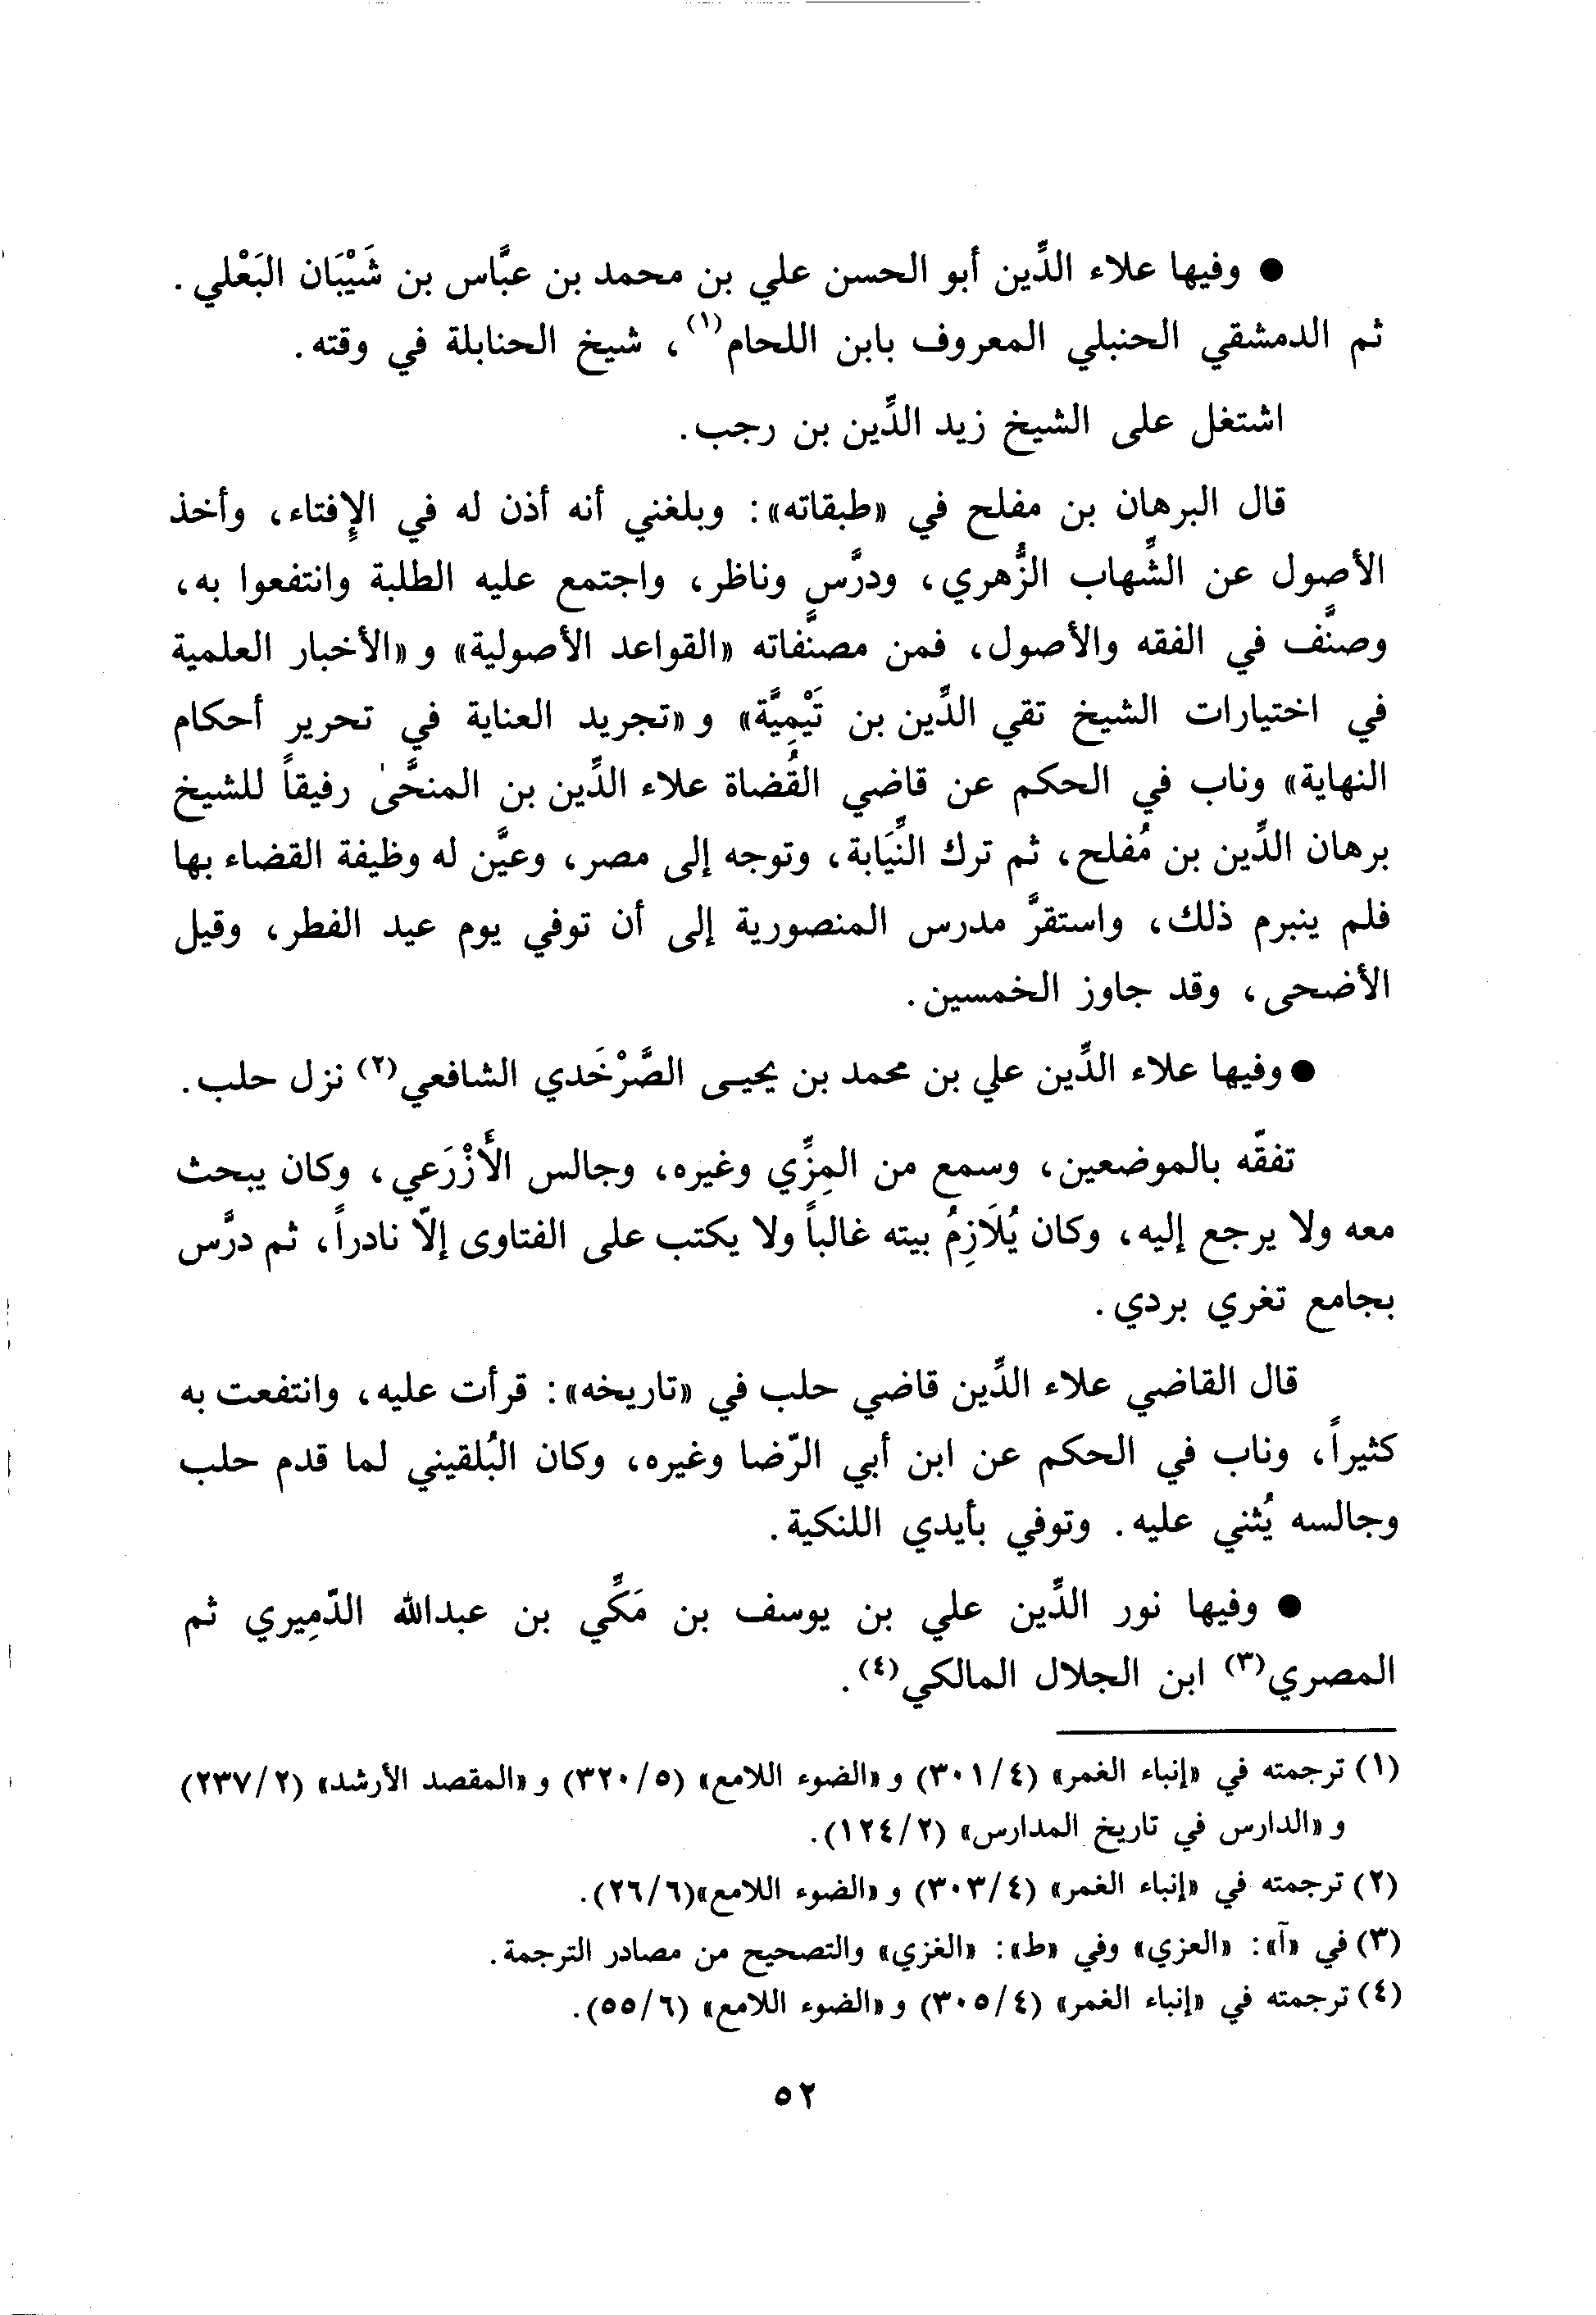 ● وفيها علاء الدِّين أبو الحسن علي بن محمد بن عبَّاس بن شَيْبَان البَعْلي.
ثم الدمشقي الحنبلي المعروف بابن اللحام(١)، شيخ الحنابلة في وقته.
اشتغل على الشيخ زيد الدِّين بن رجب.
قال البرهان بن مفلح في «طبقاته»: وبلغني أنه أذن له في الإِفتاء، وأخذ
الأصول عن الشِّهاب الزُّهري، ودرَّس وناظر، واجتمع عليه الطلبة وانتفعوا به،
وصنَّف في الفقه والأصول، فمن مصنَّفاته «القواعد الأصولية» و «الأخبار العلمية
في اختيارات الشيخ تقي الدِّين بن تَيْمِيَّة» و «تجريد العناية في تحرير أحكام
النهاية» وناب في الحكم عن قاضي القُضاة علاء الدِّين بن المنحَّى رفيقاً للشيخ
برهان الدِّين بن مُفلح، ثم ترك النِّيَابة، وتوجه إلى مصر، وعيَّن له وظيفة القضاء بها
فلم ينبرم ذلك، واستقرَّ مدرس المنصورية إلى أن توفي يوم عيد الفطر، وقيل
الأضحى، وقد جاوز الخمسين.
● وفيها علاء الدِّين علي بن محمد بن يحيى الصَّرْخَدي الشافعي(٢) نزل حلب.
تفقَّه بالموضعين، وسمع من المِزِّي وغيره، وجالس الأَزْرَعي، وكان يبحث
معه ولا يرجع إليه، وكان يُلَازِمُ بيته غالباً ولا يكتب على الفتاوى إلّا نادراً، ثم درَّس
بجامع تغري بردي.
قال القاضي علاء الدِّين قاضي حلب في «تاريخه»: قرأت عليه، وانتفعت به
كثيراً، وناب في الحكم عن ابن أبي الرّضا وغيره، وكان البُلقيني لما قدم حلب
وجالسه يُثني عليه. وتوفي بأيدي اللنكية.
● وفيها نور الدِّين علي بن يوسف بن مَكِّي بن عبدالله الدّمِيري ثم
المصري(٣) ابن الجلال المالكي(٤).
(١) ترجمته في «إنباء الغمر» (٣٠١/٤) و «الضوء اللامع» (٣٢٠/٥) و «المقصد الأرشد» (٢٣٧/٢)
و «الدارس في تاريخ المدارس» (١٢٤/٢).
(٢) ترجمته في «إنباء الغمر» (٣٠٣/٤) و «الضوء اللامع»(٢٦/٦).
(٣) في «آ»: «العزي» وفي «ط»: «الغزي» والتصحيح من مصادر الترجمة.
(٤) ترجمته في «إنباء الغمر» (٣٠٥/٤) و «الضوء اللامع» (٥٥/٦).
٥٢